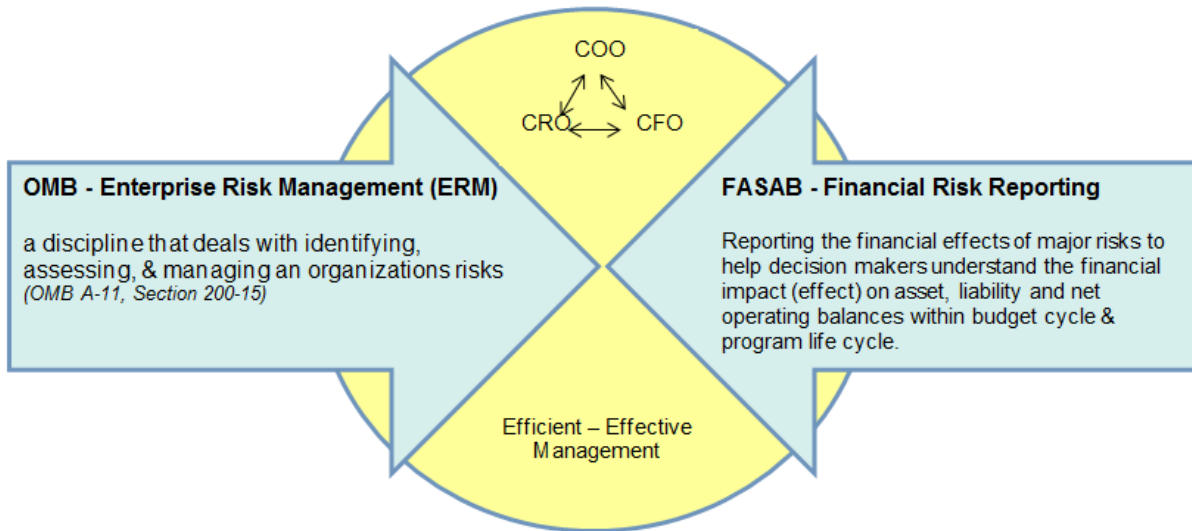 COO
CRO
CFO
OMB - Enterprise Risk Management (ERM)
a discipline that deals with identifying,
assessing, & managing an organizations risks
(OMB A-11, Section 200-15)
FASAB - Financial Risk Reporting
Reporting the financial effects of major risks to
help decision makers understand the financial
impact (effect) on asset, liability and net
operating balances within budget cycle &
program life cycle.
Efficient – Effective
Management